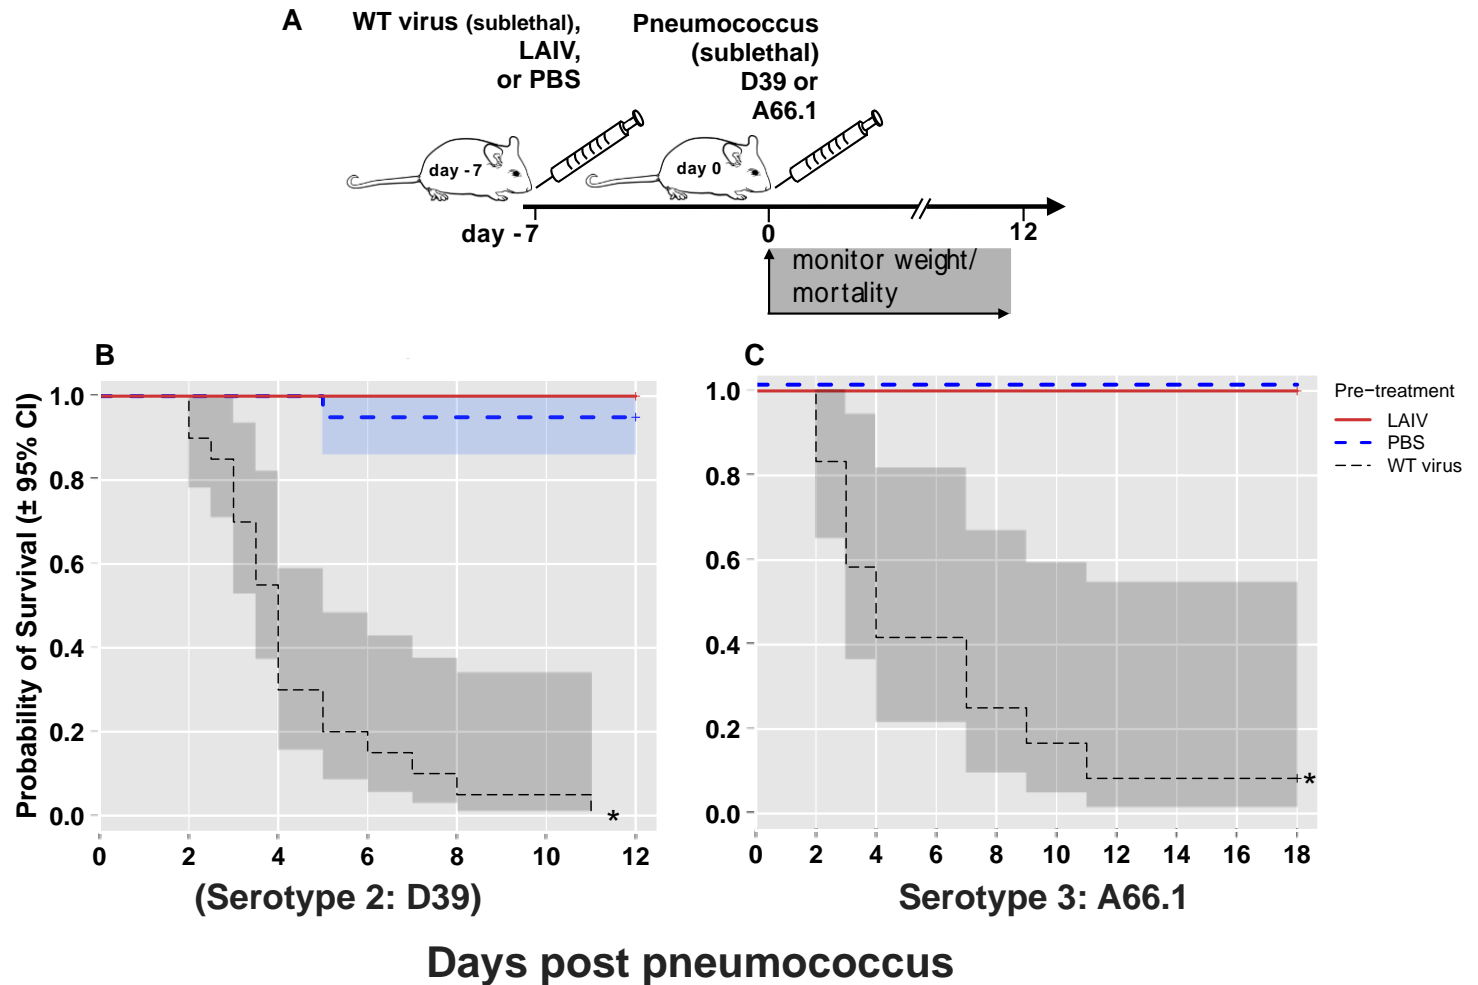 A
WT virus (sublethal),
LAIV,
or PBS
Pneumococcus
(sublethal)
D39 or
A66.1
day -7
day 0
day -7
0
12
monitor weight/
mortality
B
C
Probability of Survival (± 95% CI)
1.0
0.8
0.6
0.4
0.2
0.0
*
0 2 4 6 8 10 12
(Serotype 2: D39)
1.0
0.8
0.6
0.4
0.2
0.0
*
0 2 4 6 8 10 12 14 16 18
Serotype 3: A66.1
Pre−treatment
LAIV
PBS
WT virus
Days post pneumococcus